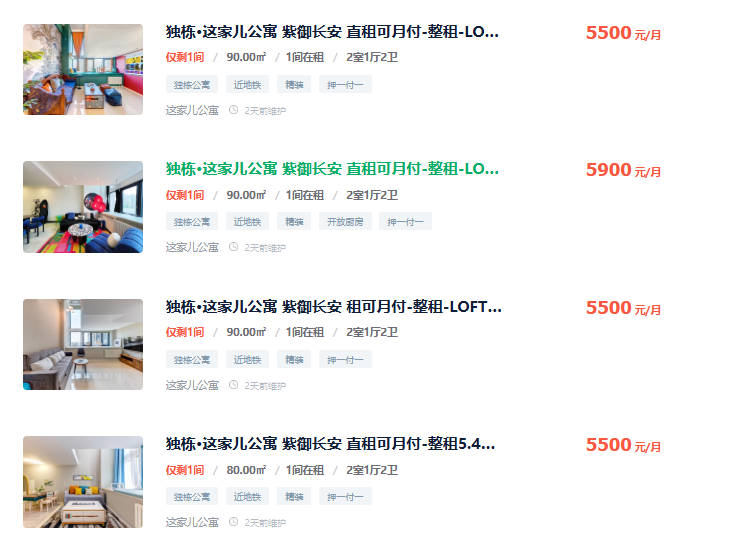 独栋·这家儿公寓 紫御长安 直租可月付-整租-LO...
5500 元/月
仅剩1间 / 90.00㎡ / 1间在租 / 2室1厅2卫
独栋公寓 近地铁 精装 押一付一
这家儿公寓 2天前维护
独栋·这家儿公寓 紫御长安 直租可月付-整租-LO...
5900 元/月
仅剩1间 / 90.00㎡ / 1间在租 / 2室1厅2卫
独栋公寓 近地铁 精装 开放厨房 押一付一
这家儿公寓 2天前维护
独栋·这家儿公寓 紫御长安 租可月付-整租-LOFT...
5500 元/月
仅剩1间 / 90.00㎡ / 1间在租 / 2室1厅2卫
独栋公寓 近地铁 精装 押一付一
这家儿公寓 2天前维护
独栋·这家儿公寓 紫御长安 直租可月付-整租5.4...
5500 元/月
仅剩1间 / 80.00㎡ / 1间在租 / 2室1厅2卫
独栋公寓 近地铁 精装 押一付一
这家儿公寓 2天前维护